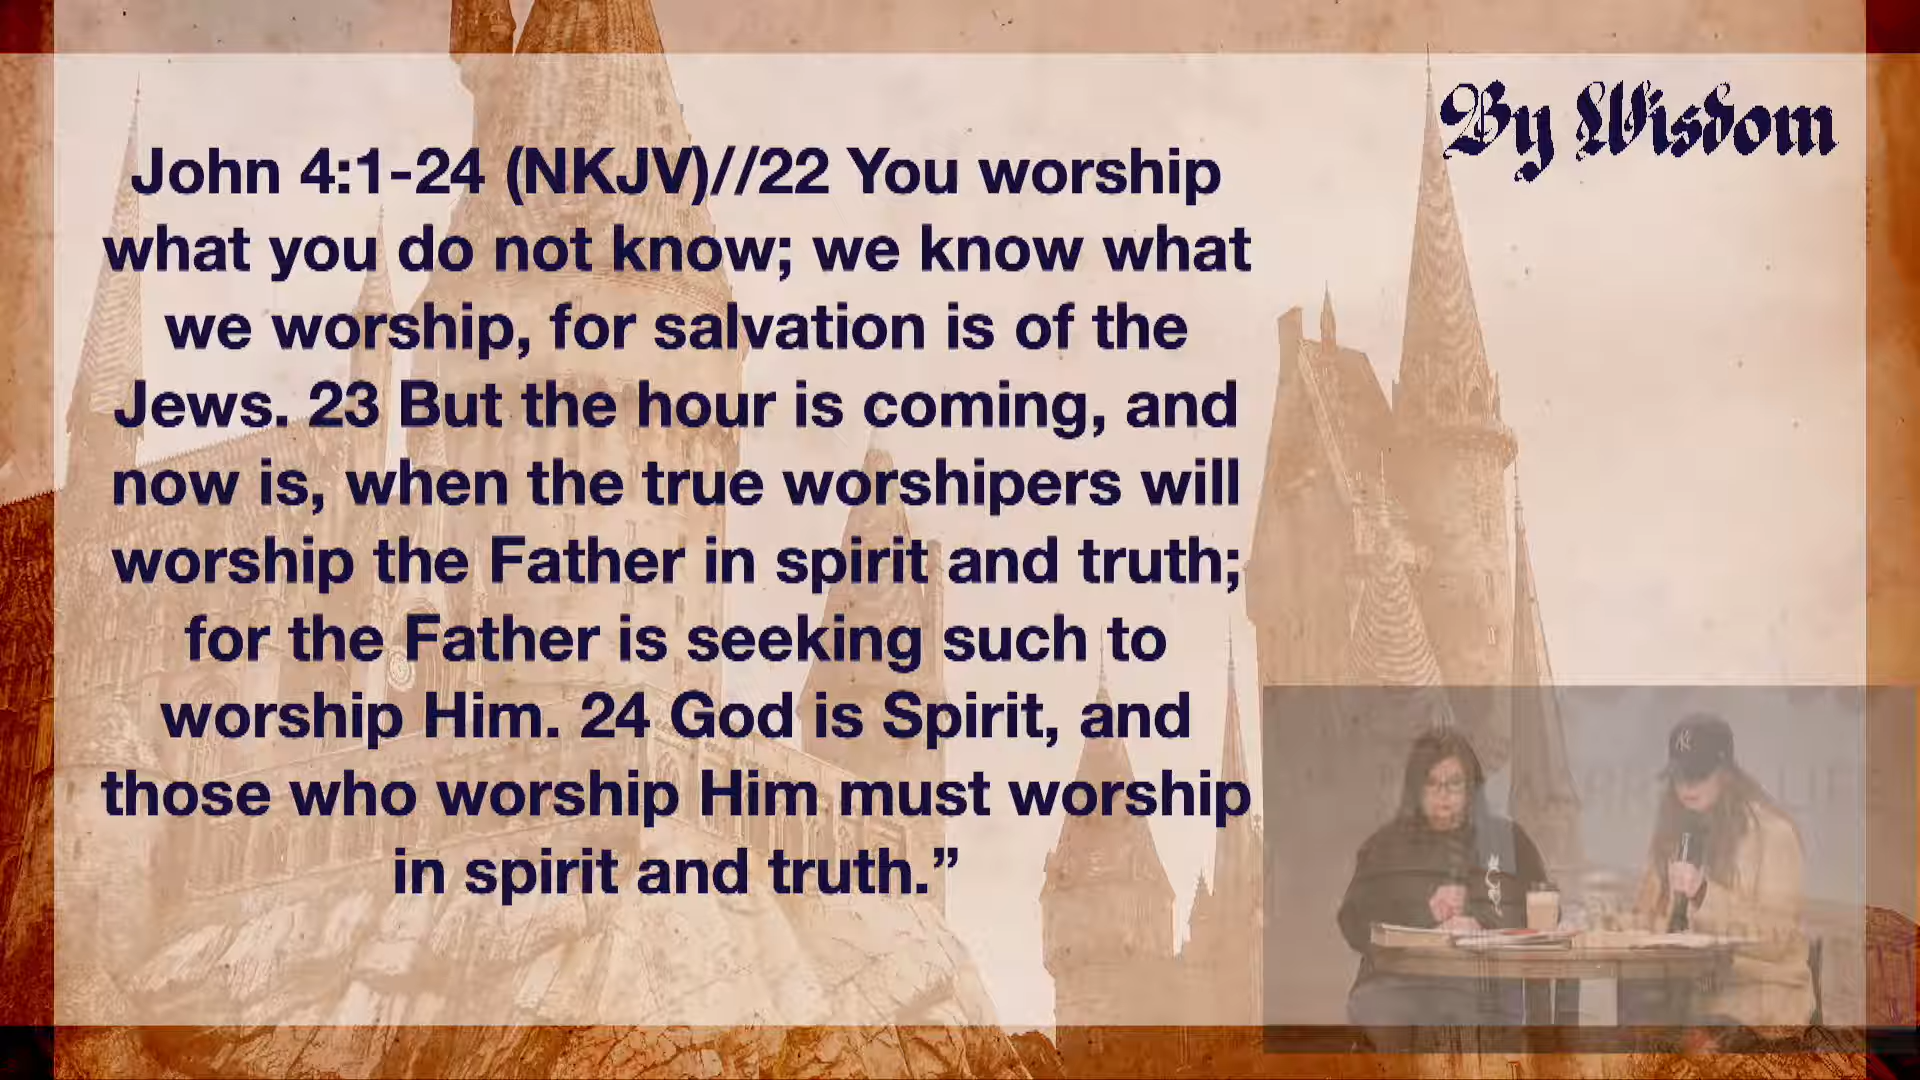 By Wisdom
John 4:1-24 (NKJV)//22 You worship
what you do not know; we know what
we worship, for salvation is of the
Jews. 23 But the hour is coming, and
now is, when the true worshipers will
worship the Father in spirit and truth;
for the Father is seeking such to
worship Him. 24 God is Spirit, and
those who worship Him must worship
in spirit and truth.”
NY